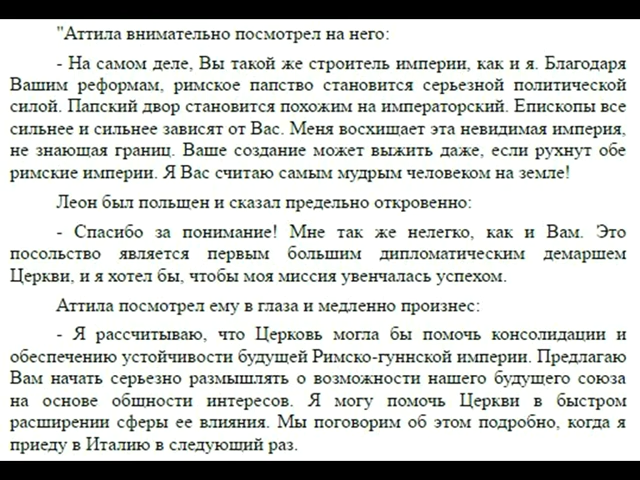 "Аттила внимательно посмотрел на него:
- На самом деле, Вы такой же строитель империи, как и я. Благодаря
Вашим реформам, римское папство становится серьезной политической
силой. Папский двор становится похожим на императорский. Епископы все
сильнее и сильнее зависят от Вас. Меня восхищает эта невидимая империя,
не знающая границ. Ваше создание может выжить даже, если рухнут обе
римские империи. Я Вас считаю самым мудрым человеком на земле!
Леон был польщен и сказал предельно откровенно:
- Спасибо за понимание! Мне так же нелегко, как и Вам. Это
посольство является первым большим дипломатическим демаршем
Церкви, и я хотел бы, чтобы моя миссия увенчалась успехом.
Аттила посмотрел ему в глаза и медленно произнес:
- Я рассчитываю, что Церковь могла бы помочь консолидации и
обеспечению устойчивости будущей Римско-гуннской империи. Предлагаю
Вам начать серьезно размышлять о возможности нашего будущего союза
на основе общности интересов. Я могу помочь Церкви в быстром
расширении сферы ее влияния. Мы поговорим об этом подробно, когда я
приеду в Италию в следующий раз.